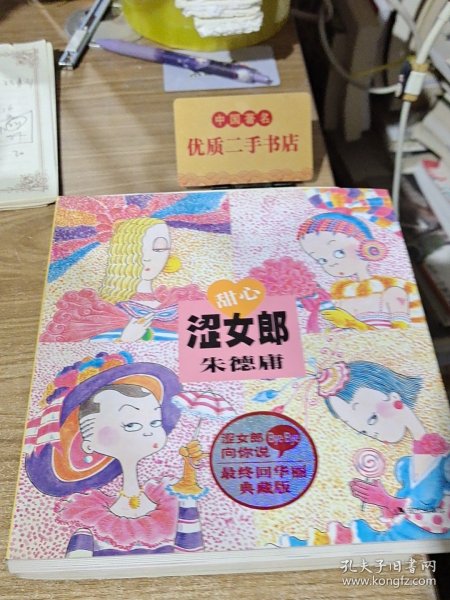 中国著名
优质二手书店
甜心
涩女郎
朱德庸
涩女郎
向你说
Bye Bye
最终回华丽
典藏版
孔夫子旧书网
www.kongfz.com